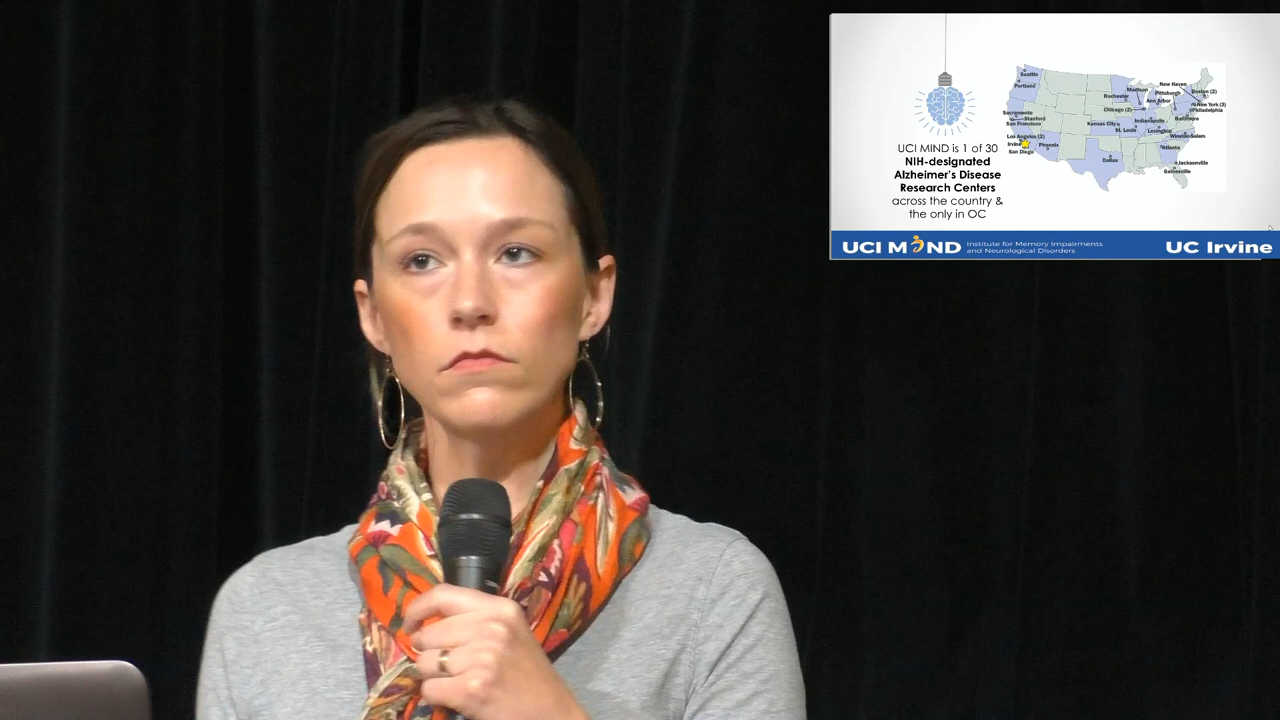 UCI MIND is 1 of 30
NIH-designated
Alzheimer's Disease
Research Centers
across the country &
the only in OC
Seattle
Portland
Sacramento
Stanford
San Francisco
Los Angeles (2)
Irvine
San Diego
Phoenix
Dallas
Kansas City
St. Louis
Rochester
Madison
Chicago (2)
Ann Arbor
Indianapolis
Lexington
Pittsburgh
New Haven
Boston (2)
New York (3)
Philadelphia
Baltimore
Winston-Salem
Atlanta
Jacksonville
Gainesville
UCI MIND
Institute for Memory Impairments
and Neurological Disorders
UC Irvine